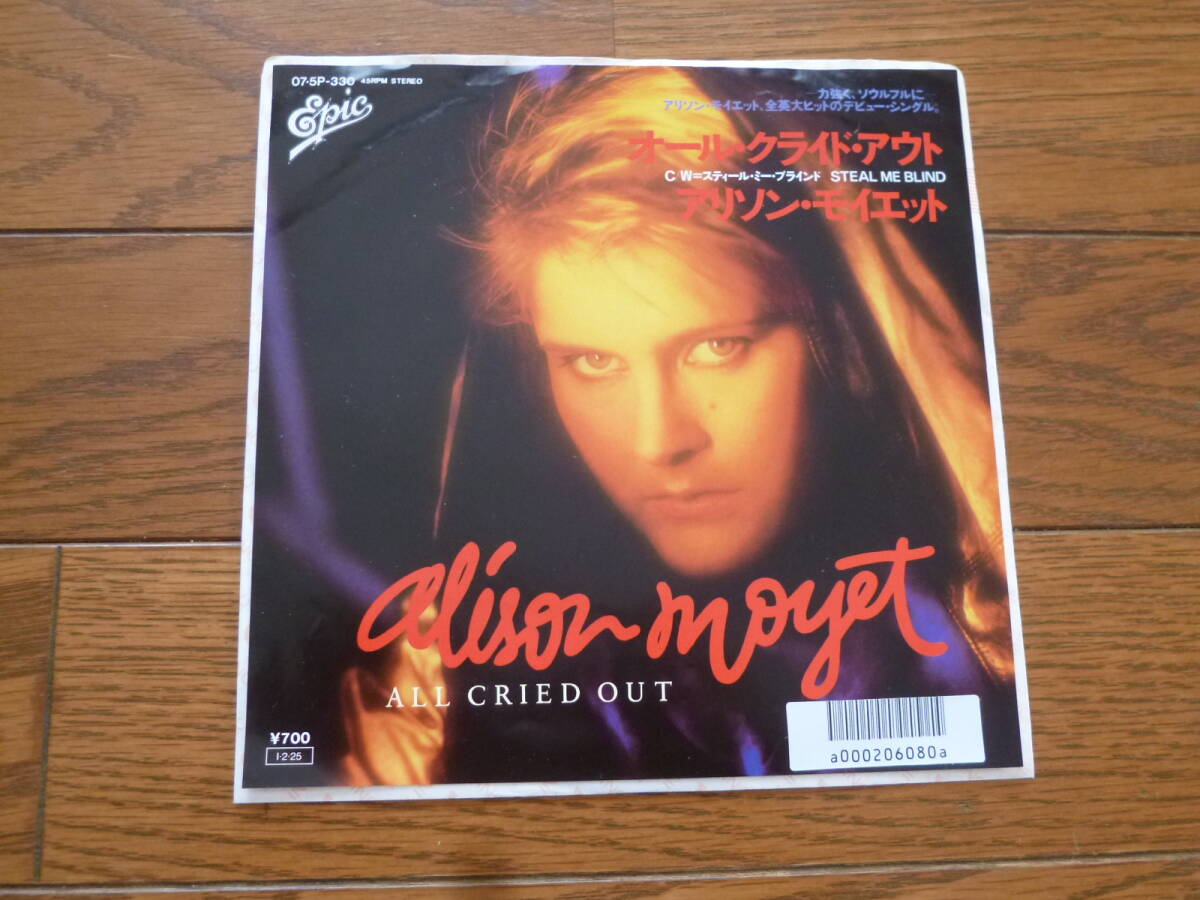 07・5P-330 45RPM STEREO
Epic
力強く、ソウルフルに
アリソン・モイエット、全英大ヒットのデビュー・シングル。
オール・クライド・アウト
C/W=スティール・ミー・ブラインド STEAL ME BLIND
アリソン・モイエット
alison moyet
ALL CRIED OUT
¥700
I・2・25
a000206080a